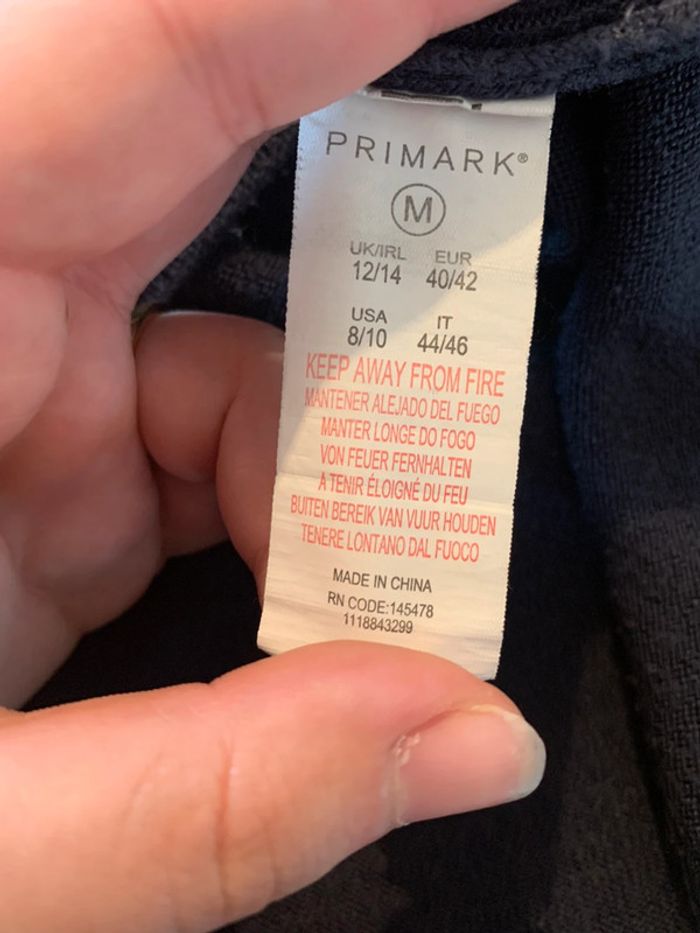 PRIMARK®
M
UK/IRL EUR
12/14 40/42
USA IT
8/10 44/46
KEEP AWAY FROM FIRE
MANTENER ALEJADO DEL FUEGO
MANTER LONGE DO FOGO
VON FEUER FERNHALTEN
À TENIR ÉLOIGNÉ DU FEU
BUITEN BEREIK VAN VUUR HOUDEN
TENERE LONTANO DAL FUOCO
MADE IN CHINA
RN CODE:145478
1118843299